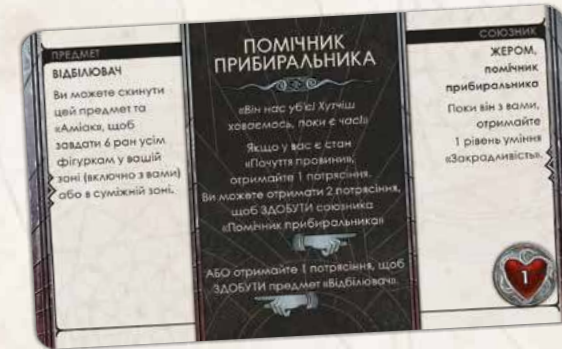 ПРЕДМЕТ
ВІДБІЛЮВАЧ
Ви можете скинути
цей предмет та
«Аміак», щоб
завдати 6 ран усім
фігуркам у вашій
зоні (включно з вами)
або в суміжній зоні.
ПОМІЧНИК
ПРИБИРАЛЬНИКА
«Він нас уб'є! Хутчіш
ховаємось, поки є час!»
Якщо у вас є стан
«Почуття провини»,
отримайте 1 потрясіння.
Ви можете отримати 2 потрясіння,
щоб ЗДОБУТИ союзника
«Помічник прибиральника»
АБО отримайте 1 потрясіння, щоб
ЗДОБУТИ предмет «Відбілювач».
СОЮЗНИК
ЖЕРОМ,
помічник
прибиральника
Поки він з вами,
отримайте
1 рівень уміння
«Закрадливість».
1